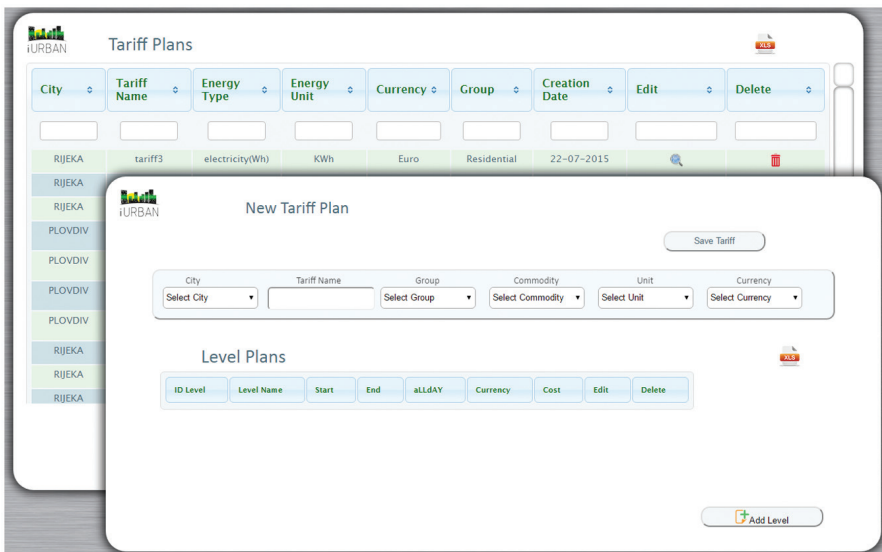 iURBAN
Tariff Plans
XLS
City
Tariff Name
Energy Type
Energy Unit
Currency
Group
Creation Date
Edit
Delete
RIJEKA tariff3 electricity(Wh) KWh Euro Residential 22-07-2015
RIJEKA
RIJEKA
PLOVDIV
PLOVDIV
PLOVDIV
PLOVDIV
RIJEKA
RIJEKA
RIJEKA
iURBAN
New Tariff Plan
Save Tariff
City Tariff Name Group Commodity Unit Currency
Select City Select Group Select Commodity Select Unit Select Currency
Level Plans
XLS
ID Level Level Name Start End aLLdAY Currency Cost Edit Delete
Add Level